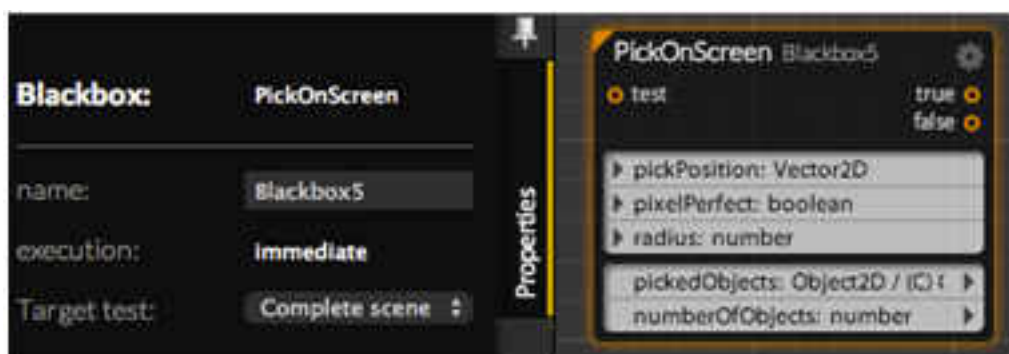 Blackbox: PickOnScreen
name: Blackbox5
execution: immediate
Target test: Complete scene
Properties
PickOnScreen Blackbox5
test true
false
pickPosition: Vector2D
pixelPerfect: boolean
radius: number
pickedObjects: Object2D / (C)
numberOfObjects: number